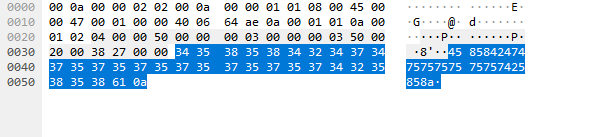 0000 00 0a 00 00 02 02 00 0a 00 00 01 01 08 00 45 00 ········ ······E·
0010 00 47 00 01 00 00 40 06 64 ae 0a 00 01 01 0a 00 ·G····@· d·······
0020 01 02 04 00 00 50 00 00 00 03 00 00 00 03 50 00 ·····P·· ······P·
0030 20 00 38 27 00 00 34 35 38 35 38 34 32 34 37 34 ·8'··45 85842474
0040 37 35 37 35 37 35 37 35 37 35 37 35 37 34 32 35 75757575 75757425
0050 38 35 38 61 0a 858a·